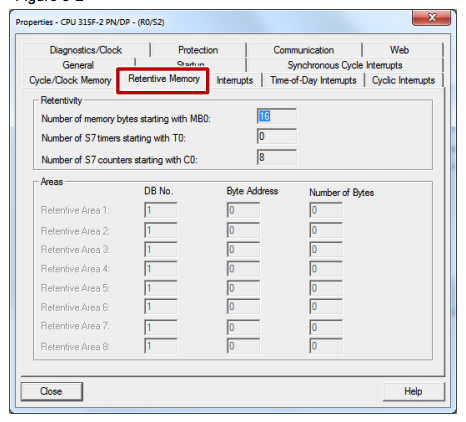 Properties - CPU 315F-2 PN/DP - (R0/S2)
Diagnostics/Clock Protection Communication Web
General Startup Synchronous Cycle Interrupts
Cycle/Clock Memory Retentive Memory Interrupts Time-of-Day Interrupts Cyclic Interrupts
Retentivity
Number of memory bytes starting with MB0: 16
Number of S7 timers starting with T0: 0
Number of S7 counters starting with C0: 8
Areas
DB No. Byte Address Number of Bytes
Retentive Area 1: 1 0 0
Retentive Area 2: 1 0 0
Retentive Area 3: 1 0 0
Retentive Area 4: 1 0 0
Retentive Area 5: 1 0 0
Retentive Area 6: 1 0 0
Retentive Area 7: 1 0 0
Retentive Area 8: 1 0 0
Close Help